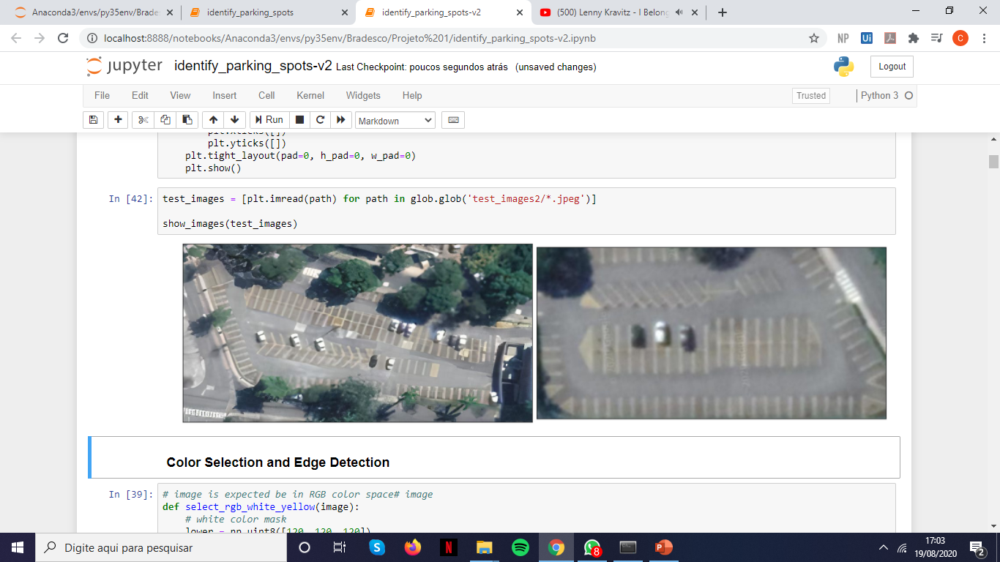 Anaconda3/envs/py35env/Brade
identify_parking_spots
identify_parking_spots-v2
(500) Lenny Kravitz - I Belong
localhost:8888/notebooks/Anaconda3/envs/py35env/Bradesco/Projeto%201/identify_parking_spots-v2.ipynb
NP
Ui
C
jupyter
identify_parking_spots-v2 Last Checkpoint: poucos segundos atrás (unsaved changes)
Logout
File Edit View Insert Cell Kernel Widgets Help
Trusted
Python 3
Run
Markdown
plt.xticks([])
plt.yticks([])
plt.tight_layout(pad=0, h_pad=0, w_pad=0)
plt.show()
In [42]:
test_images = [plt.imread(path) for path in glob.glob('test_images2/*.jpeg')]
show_images(test_images)
Color Selection and Edge Detection
In [39]:
# image is expected be in RGB color space# image
def select_rgb_white_yellow(image):
# white color mask
lower = np.uint8([120, 120, 120])
Digite aqui para pesquisar
8
17:03
19/08/2020
2